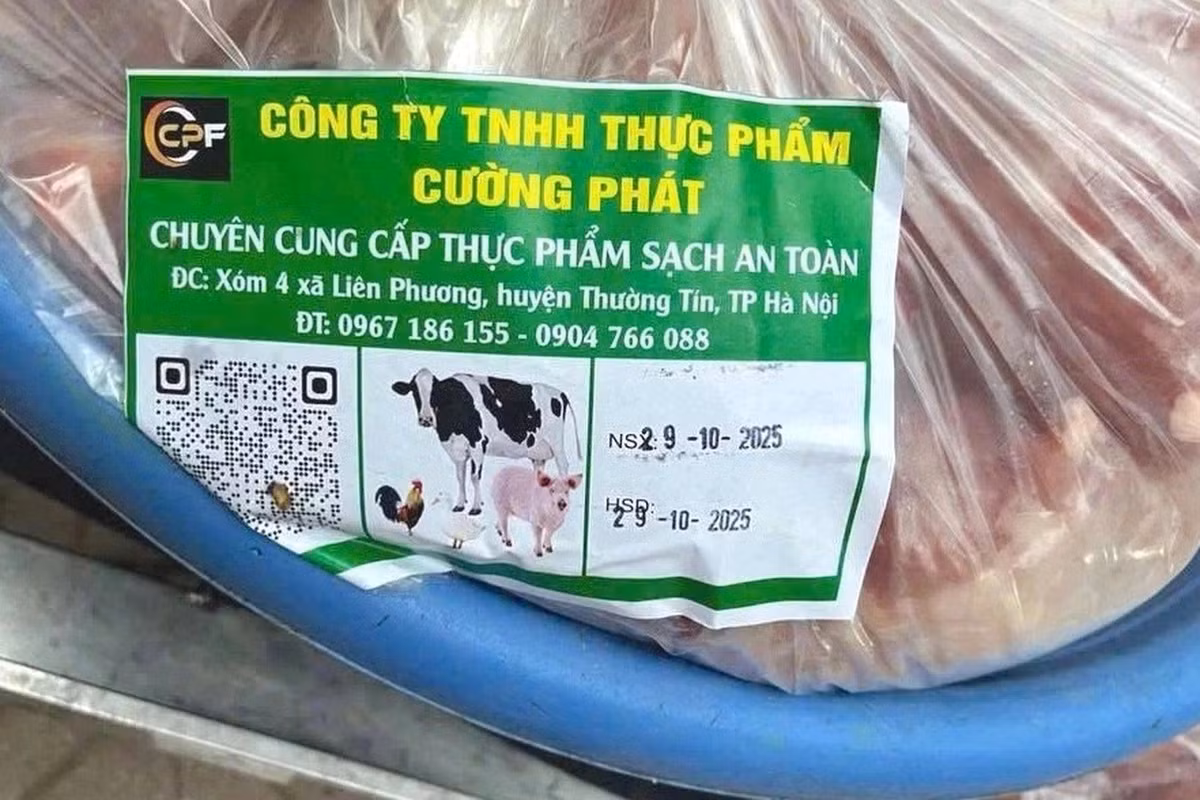 CPF
CÔNG TY TNHH THỰC PHẨM
CƯỜNG PHÁT
CHUYÊN CUNG CẤP THỰC PHẨM SẠCH AN TOÀN
ĐC: Xóm 4 xã Liên Phương, huyện Thường Tín, TP Hà Nội
ĐT: 0967 186 155 - 0904 766 088
NSX: 29 -10- 2025
HSD: 29 -10- 2025